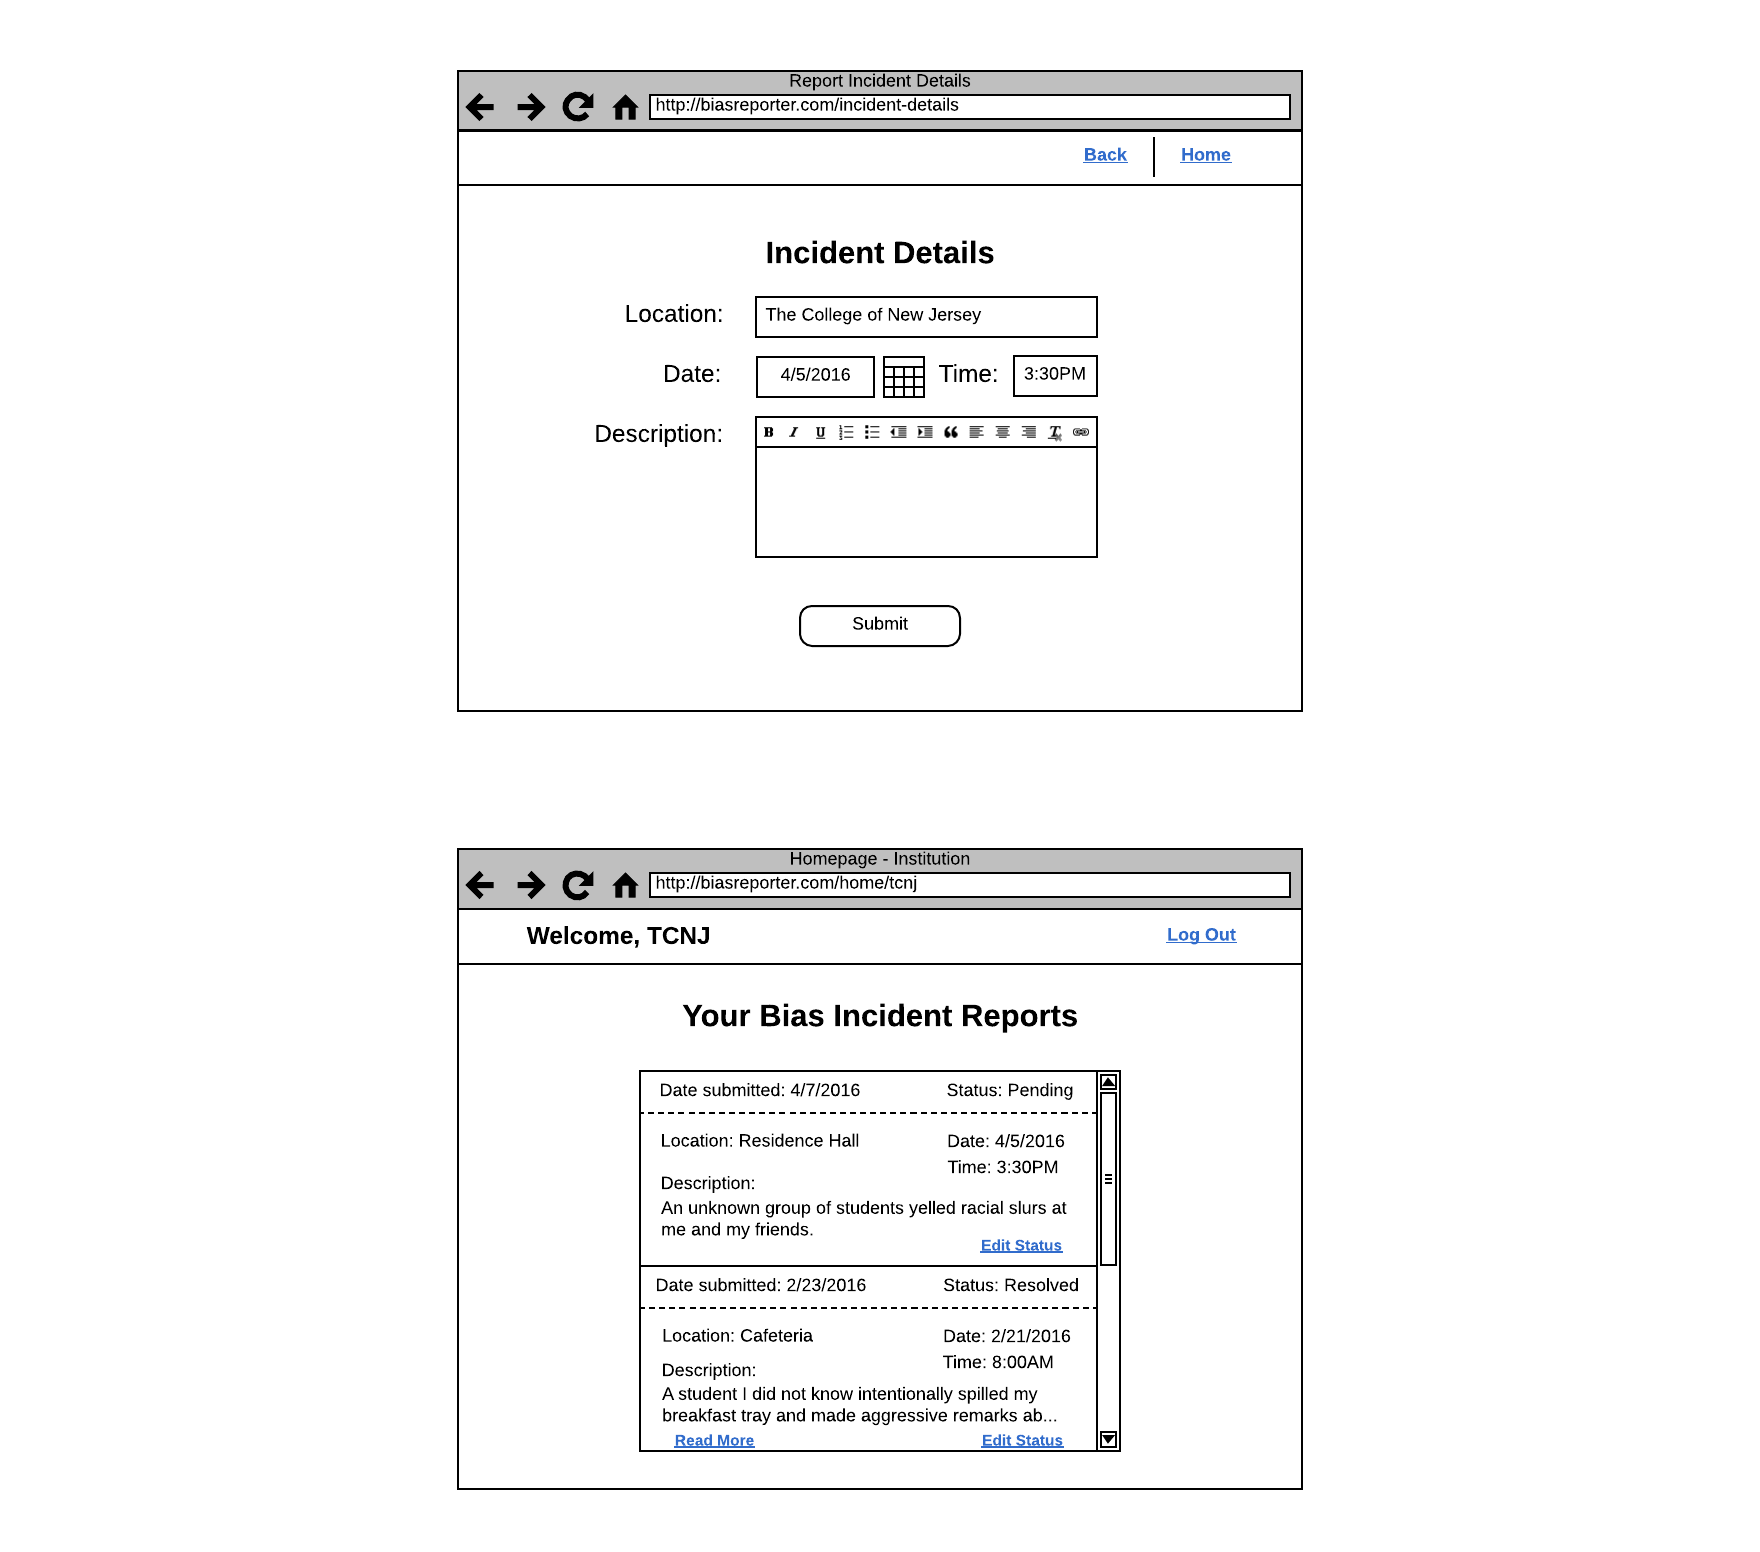 Report Incident Details
http://biasreporter.com/incident-details
Back
Home
Incident Details
Location: The College of New Jersey
Date: 4/5/2016 Time: 3:30PM
Description:
B I U
Submit
Homepage - Institution
http://biasreporter.com/home/tcnj
Welcome, TCNJ
Log Out
Your Bias Incident Reports
Date submitted: 4/7/2016 Status: Pending
Location: Residence Hall Date: 4/5/2016
Time: 3:30PM
Description:
An unknown group of students yelled racial slurs at
me and my friends.
Edit Status
Date submitted: 2/23/2016 Status: Resolved
Location: Cafeteria Date: 2/21/2016
Time: 8:00AM
Description:
A student I did not know intentionally spilled my
breakfast tray and made aggressive remarks ab...
Read More Edit Status